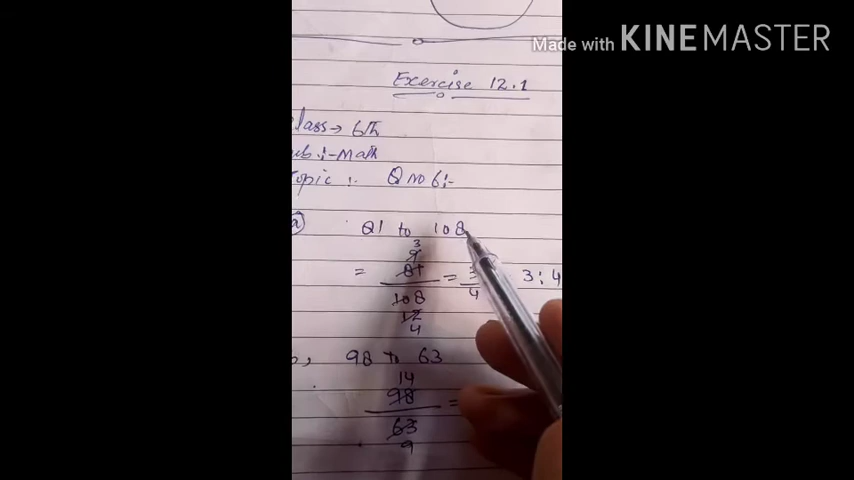 Made with KINEMASTER
Exercise 12.1
lass → 6th
ub :- Math
opic :- Q No 6:-
(a) 81 to 108
3
9
= 81 = 3 3:4
108 4
12
4
, 98 to 63
14
98 =
63
9